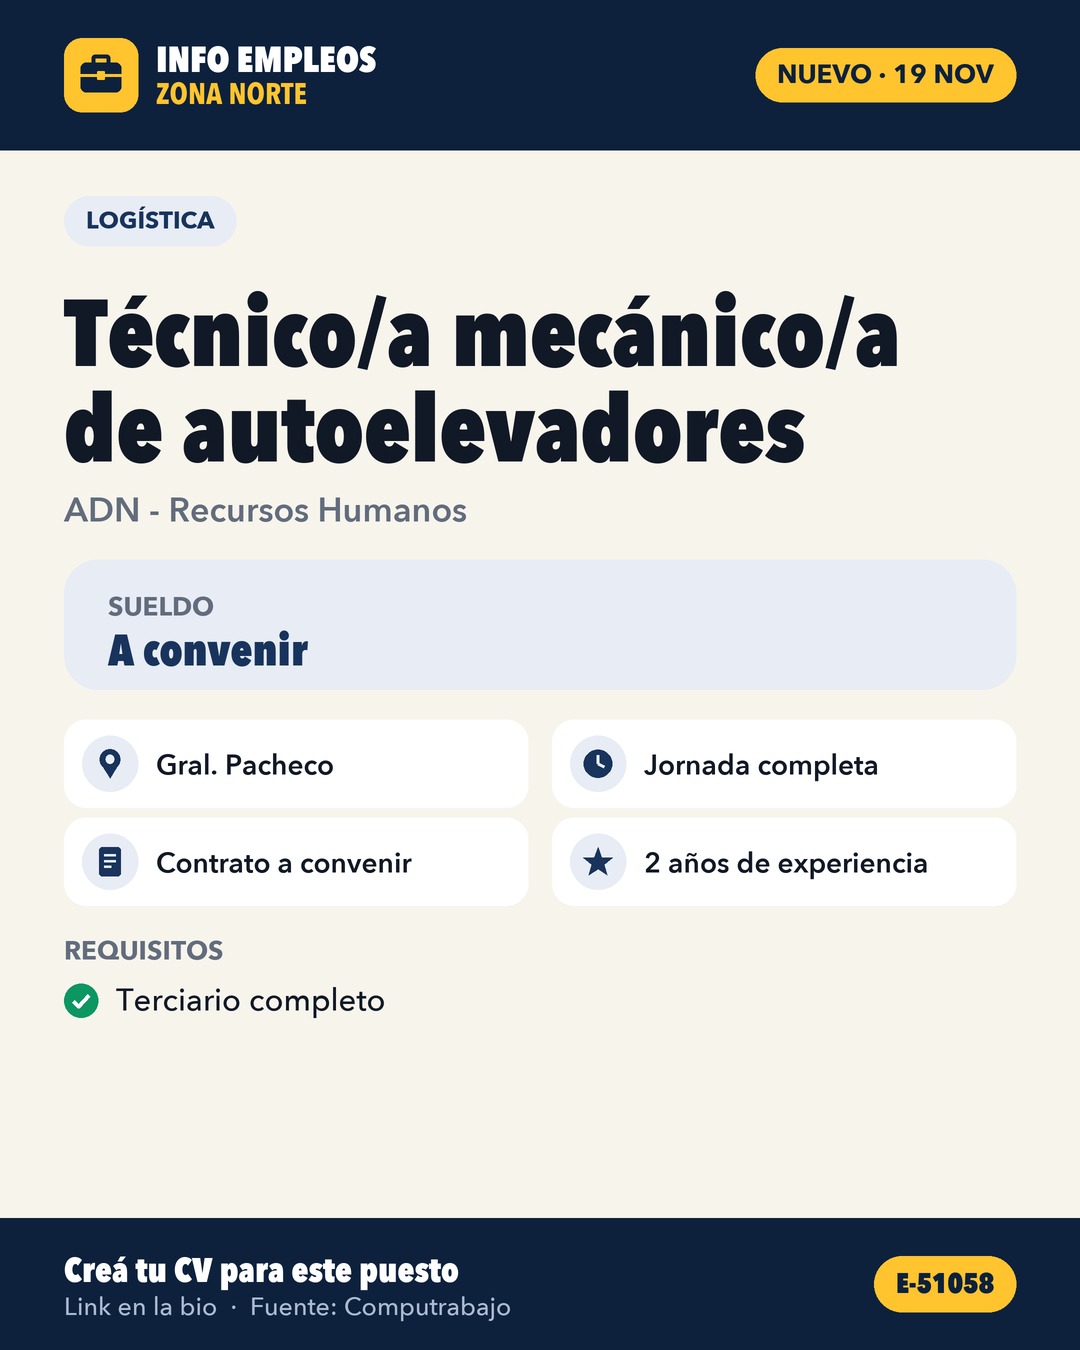 INFO EMPLEOS
ZONA NORTE
NUEVO · 19 NOV
LOGÍSTICA
Técnico/a mecánico/a
de autoelevadores
ADN - Recursos Humanos
SUELDO
A convenir
Gral. Pacheco
Jornada completa
Contrato a convenir
2 años de experiencia
REQUISITOS
Terciario completo
Creá tu CV para este puesto
Link en la bio · Fuente: Computrabajo
E-51058